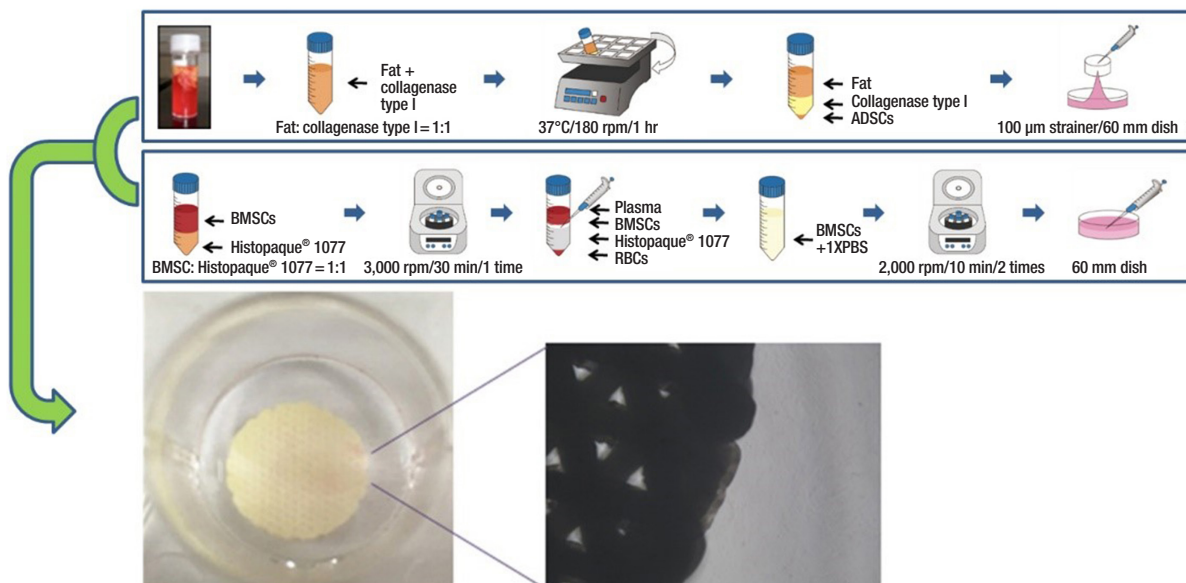 Fat +
collagenase
type I
Fat: collagenase type I = 1:1
37°C/180 rpm/1 hr
Fat
Collagenase type I
ADSCs
100 µm strainer/60 mm dish
BMSCs
Histopaque® 1077
BMSC: Histopaque® 1077 = 1:1
3,000 rpm/30 min/1 time
Plasma
BMSCs
Histopaque® 1077
RBCs
BMSCs
+1XPBS
2,000 rpm/10 min/2 times
60 mm dish